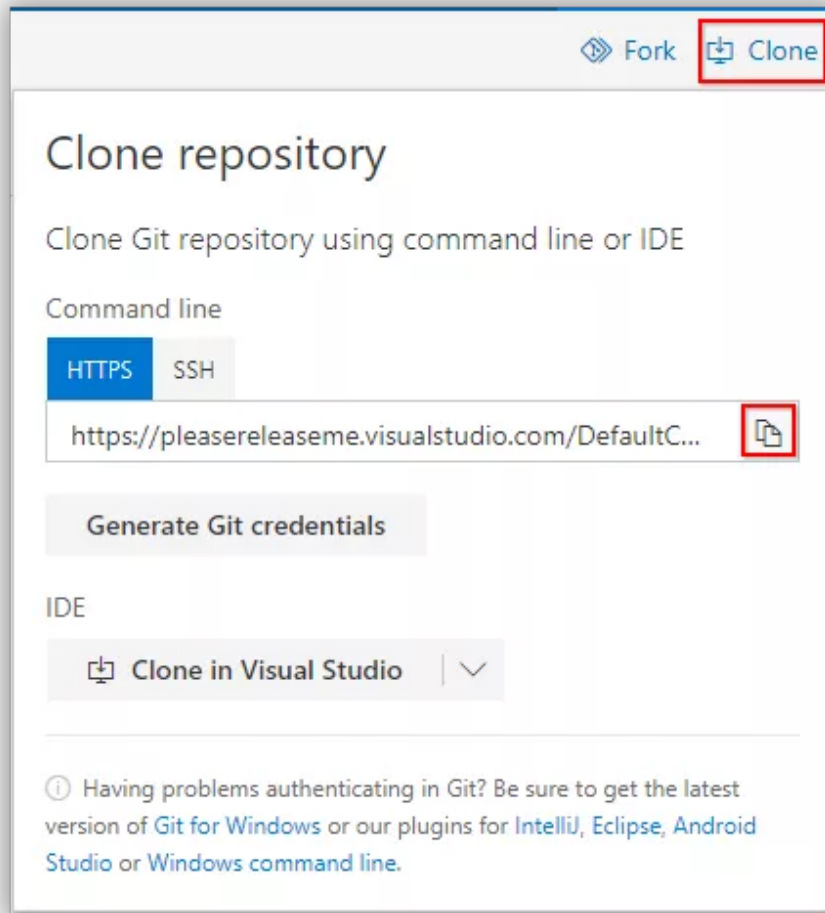 Fork Clone
Clone repository
Clone Git repository using command line or IDE
Command line
HTTPS SSH
https://pleasereleaseme.visualstudio.com/DefaultC...
Generate Git credentials
IDE
Clone in Visual Studio
Having problems authenticating in Git? Be sure to get the latest
version of Git for Windows or our plugins for IntelliJ, Eclipse, Android
Studio or Windows command line.